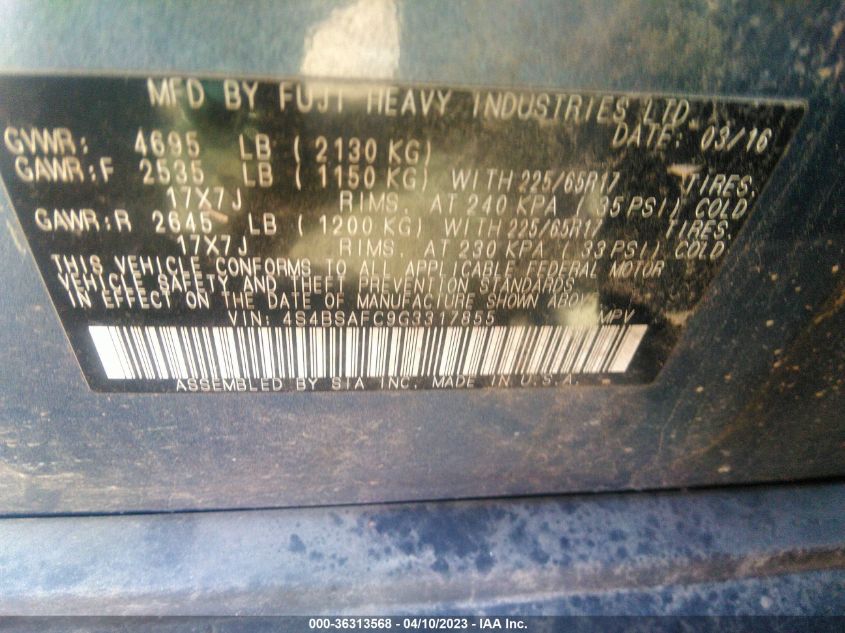 MFD BY FUJI HEAVY INDUSTRIES LTD.
DATE: 03/16
GVWR: 4695 LB ( 2130 KG)
GAWR:F 2535 LB ( 1150 KG) WITH 225/65R17 TIRES,
17X7J RIMS, AT 240 KPA ( 35 PSI) COLD
GAWR:R 2645 LB ( 1200 KG) WITH 225/65R17 TIRES,
17X7J RIMS, AT 230 KPA ( 33 PSI) COLD
THIS VEHICLE CONFORMS TO ALL APPLICABLE FEDERAL MOTOR
VEHICLE SAFETY AND THEFT PREVENTION STANDARDS
IN EFFECT ON THE DATE OF MANUFACTURE SHOWN ABOVE.
VIN: 4S4BSAFC9G3317855 MPV
ASSEMBLED BY SIA INC. MADE IN U.S.A.
000-36313568 - 04/10/2023 - IAA Inc.